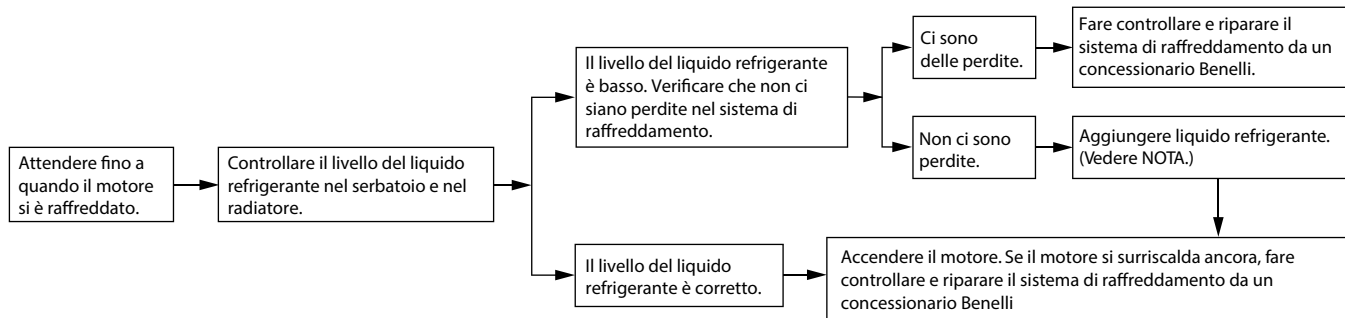 Attendere fino a
quando il motore
si è raffreddato.
Controllare il livello del liquido
refrigerante nel serbatoio e nel
radiatore.
Il livello del liquido refrigerante
è basso. Verificare che non ci
siano perdite nel sistema di
raffreddamento.
Ci sono
delle perdite.
Fare controllare e riparare il
sistema di raffreddamento da un
concessionario Benelli.
Non ci sono
perdite.
Aggiungere liquido refrigerante.
(Vedere NOTA.)
Il livello del liquido
refrigerante è corretto.
Accendere il motore. Se il motore si surriscalda ancora, fare
controllare e riparare il sistema di raffreddamento da un
concessionario Benelli